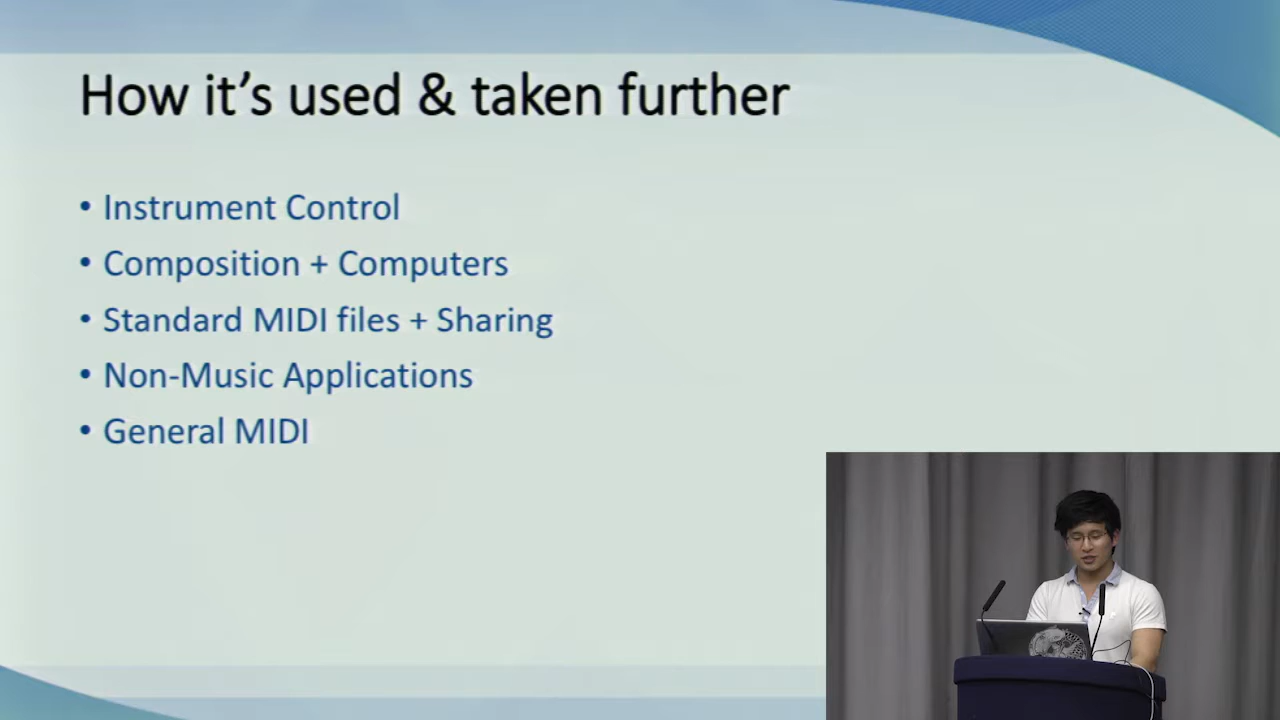 How it's used & taken further
• Instrument Control
• Composition + Computers
• Standard MIDI files + Sharing
• Non-Music Applications
• General MIDI